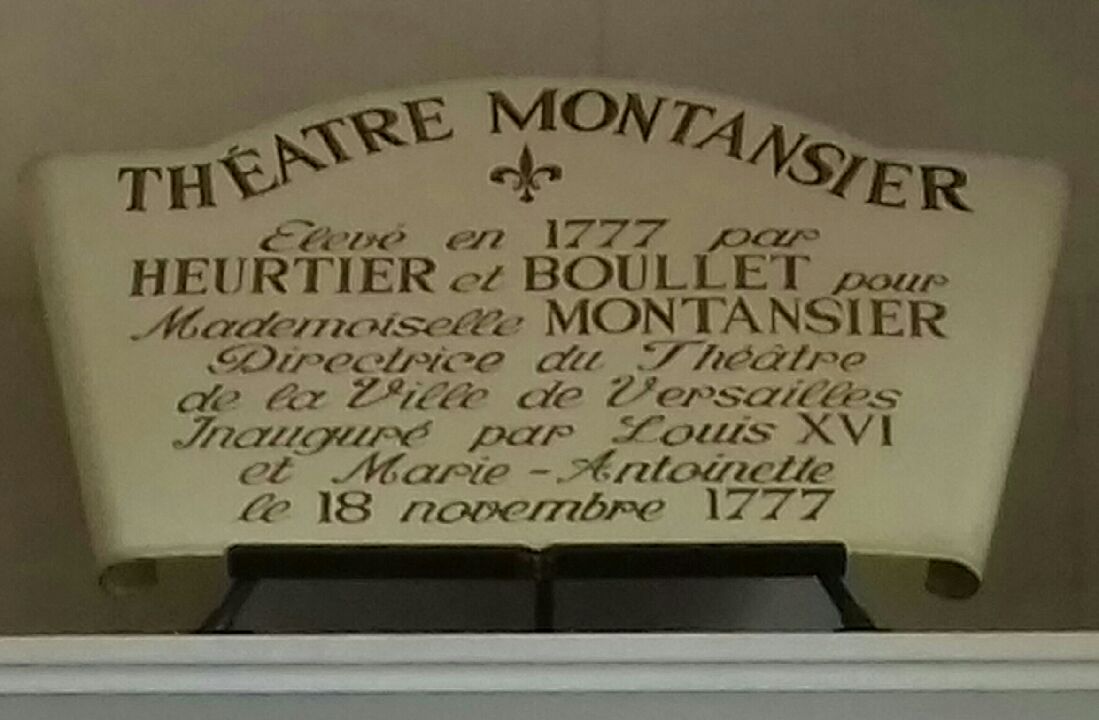 THÉATRE MONTANSIER
Elevé en 1777 par
HEURTIER et BOULLET pour
Mademoiselle MONTANSIER
Directrice du Théâtre
de la Ville de Versailles
Inauguré par Louis XVI
et Marie-Antoinette
le 18 novembre 1777